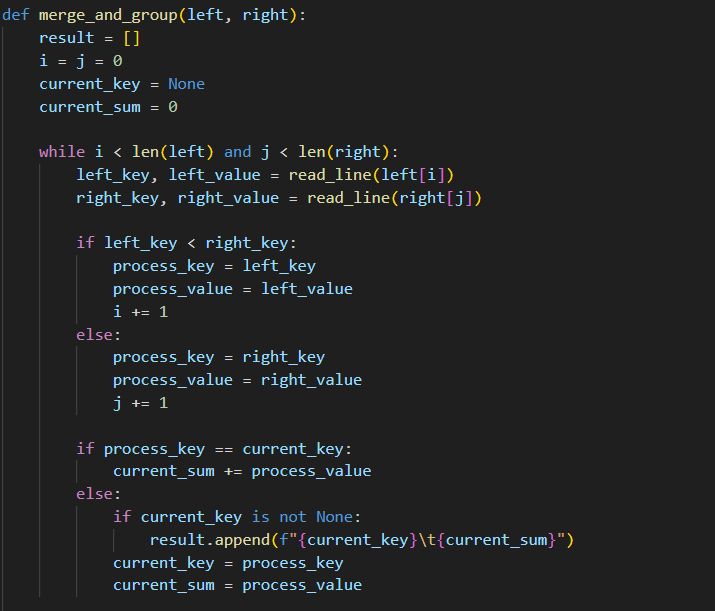 def merge_and_group(left, right):
    result = []
    i = j = 0
    current_key = None
    current_sum = 0

    while i < len(left) and j < len(right):
        left_key, left_value = read_line(left[i])
        right_key, right_value = read_line(right[j])

        if left_key < right_key:
            process_key = left_key
            process_value = left_value
            i += 1
        else:
            process_key = right_key
            process_value = right_value
            j += 1

        if process_key == current_key:
            current_sum += process_value
        else:
            if current_key is not None:
                result.append(f"{current_key}\t{current_sum}")
            current_key = process_key
            current_sum = process_value